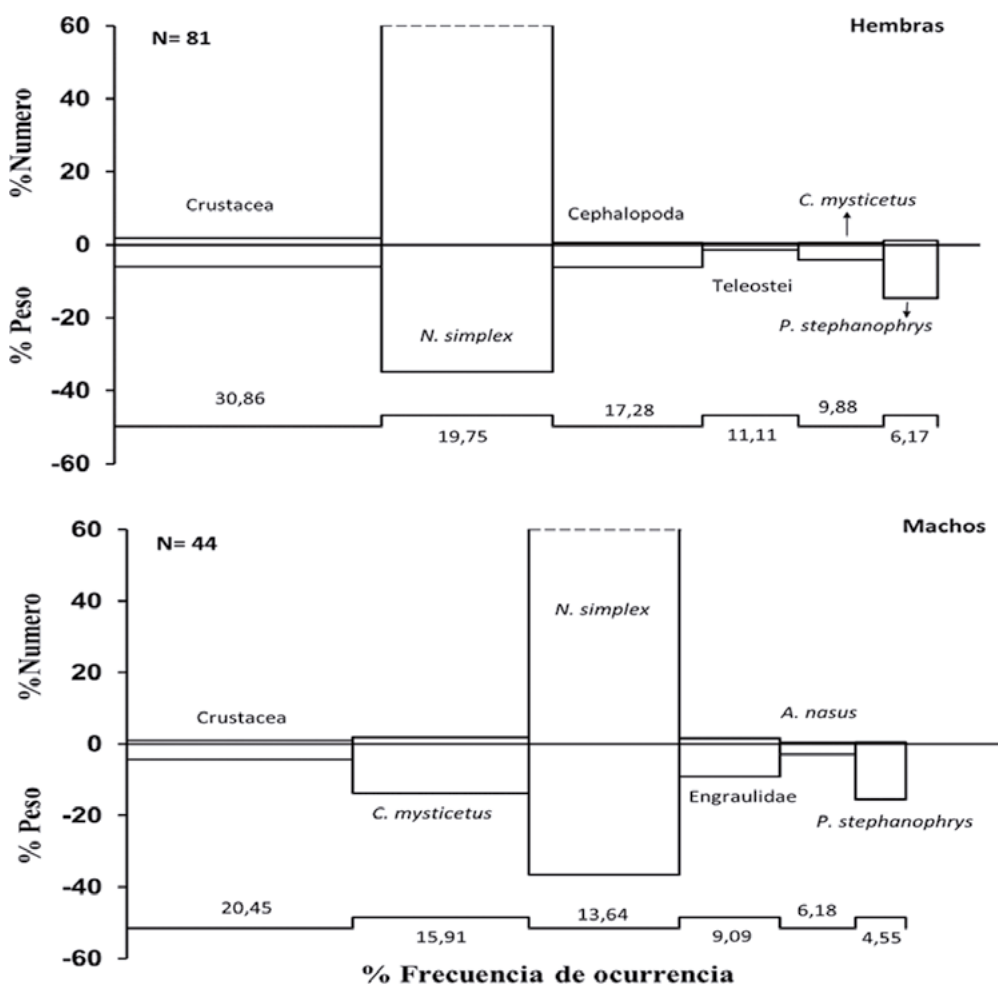 60
N= 81
Hembras
40
%Numero
20
Crustacea
Cephalopoda
C. mysticetus
0
Teleostei
% Peso
-20
N. simplex
P. stephanophrys
-40
30,86
19,75
17,28
11,11
9,88
6,17
-60
60
N= 44
Machos
40
%Numero
N. simplex
20
Crustacea
A. nasus
0
% Peso
-20
C. mysticetus
Engraulidae
P. stephanophrys
-40
20,45
15,91
13,64
9,09
6,18
4,55
-60
% Frecuencia de ocurrencia